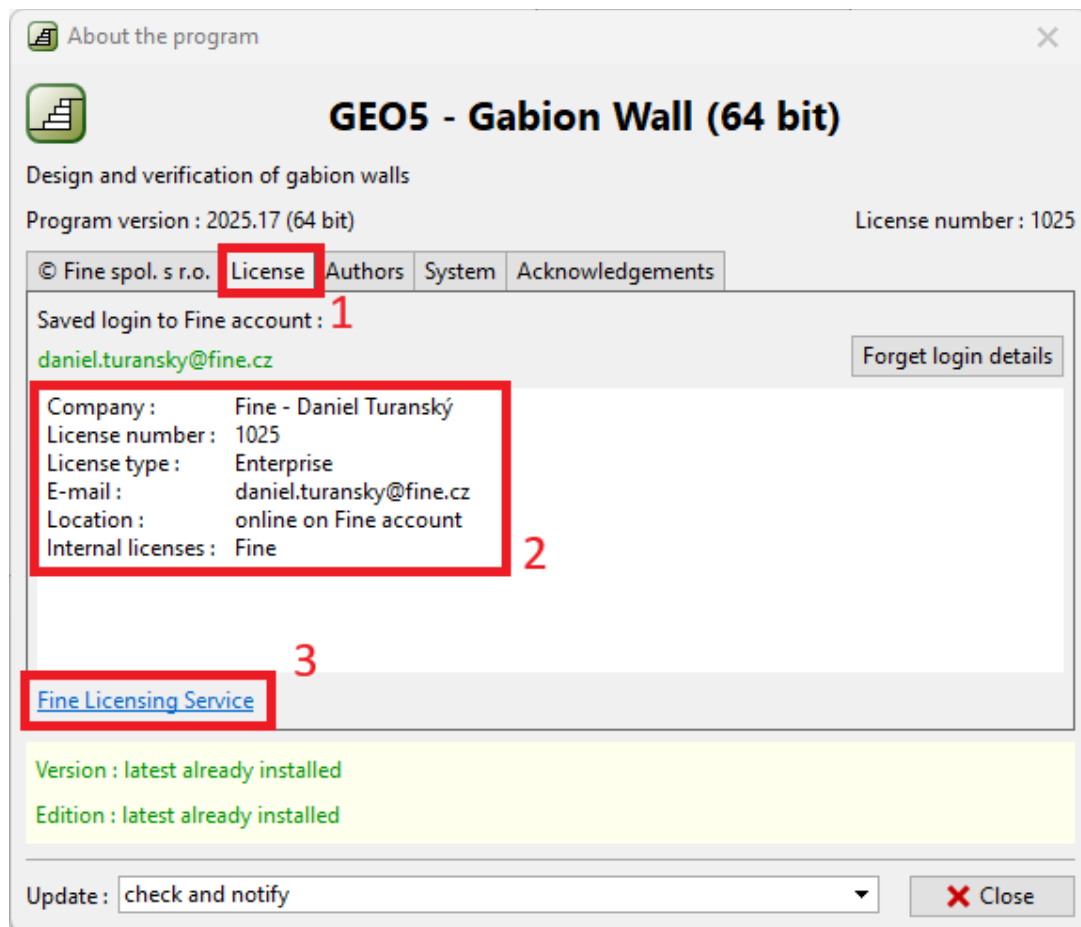 About the program
GEO5 - Gabion Wall (64 bit)
Design and verification of gabion walls
Program version : 2025.17 (64 bit) License number : 1025
© Fine spol. s r.o. License Authors System Acknowledgements
1
Saved login to Fine account :
daniel.turansky@fine.cz Forget login details
Company : Fine - Daniel Turanský
License number : 1025
License type : Enterprise
E-mail : daniel.turansky@fine.cz
Location : online on Fine account
Internal licenses : Fine
2
3
Fine Licensing Service
Version : latest already installed
Edition : latest already installed
Update : check and notify Close